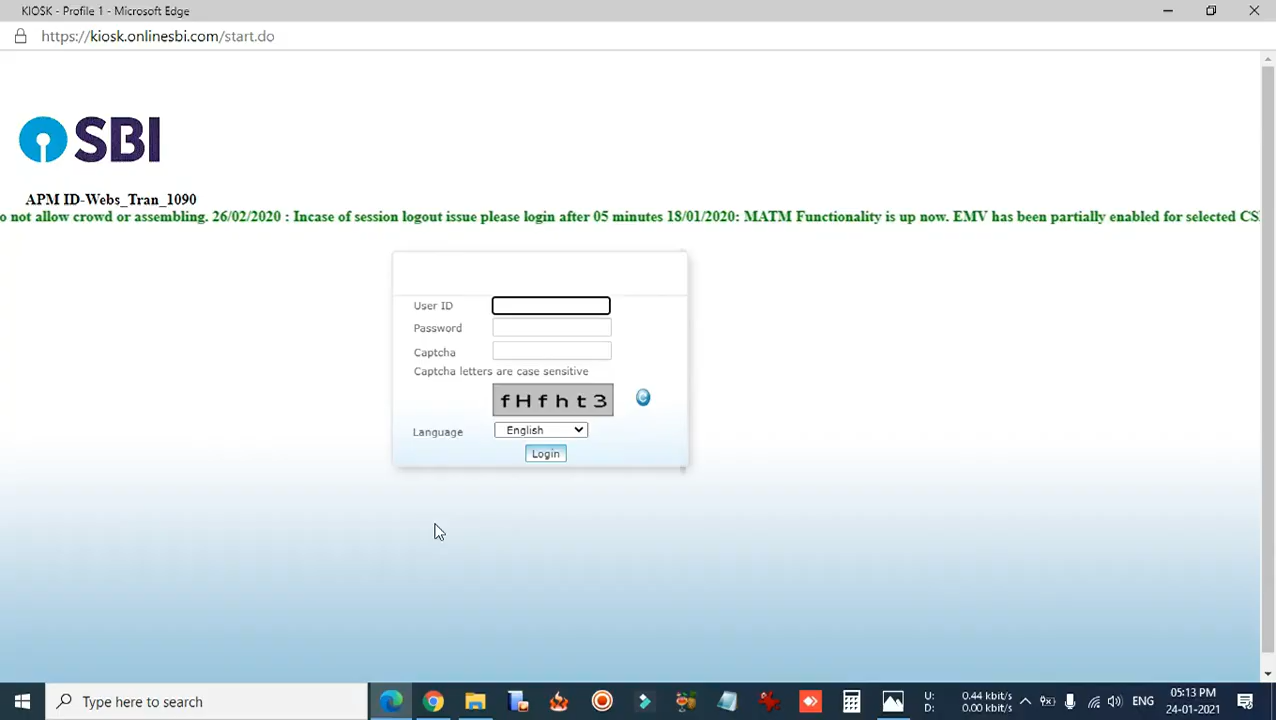 KIOSK - Profile 1 - Microsoft Edge
https://kiosk.onlinesbi.com/start.do
SBI
APM ID-Webs_Tran_1090
o not allow crowd or assembling. 26/02/2020 : Incase of session logout issue please login after 05 minutes 18/01/2020: MATM Functionality is up now. EMV has been partially enabled for selected CS
User ID
Password
Captcha
Captcha letters are case sensitive
f H f h t 3
C
Language English
Login
Type here to search
U: 0.44 kbit/s
D: 0.00 kbit/s
ENG
05:13 PM
24-01-2021